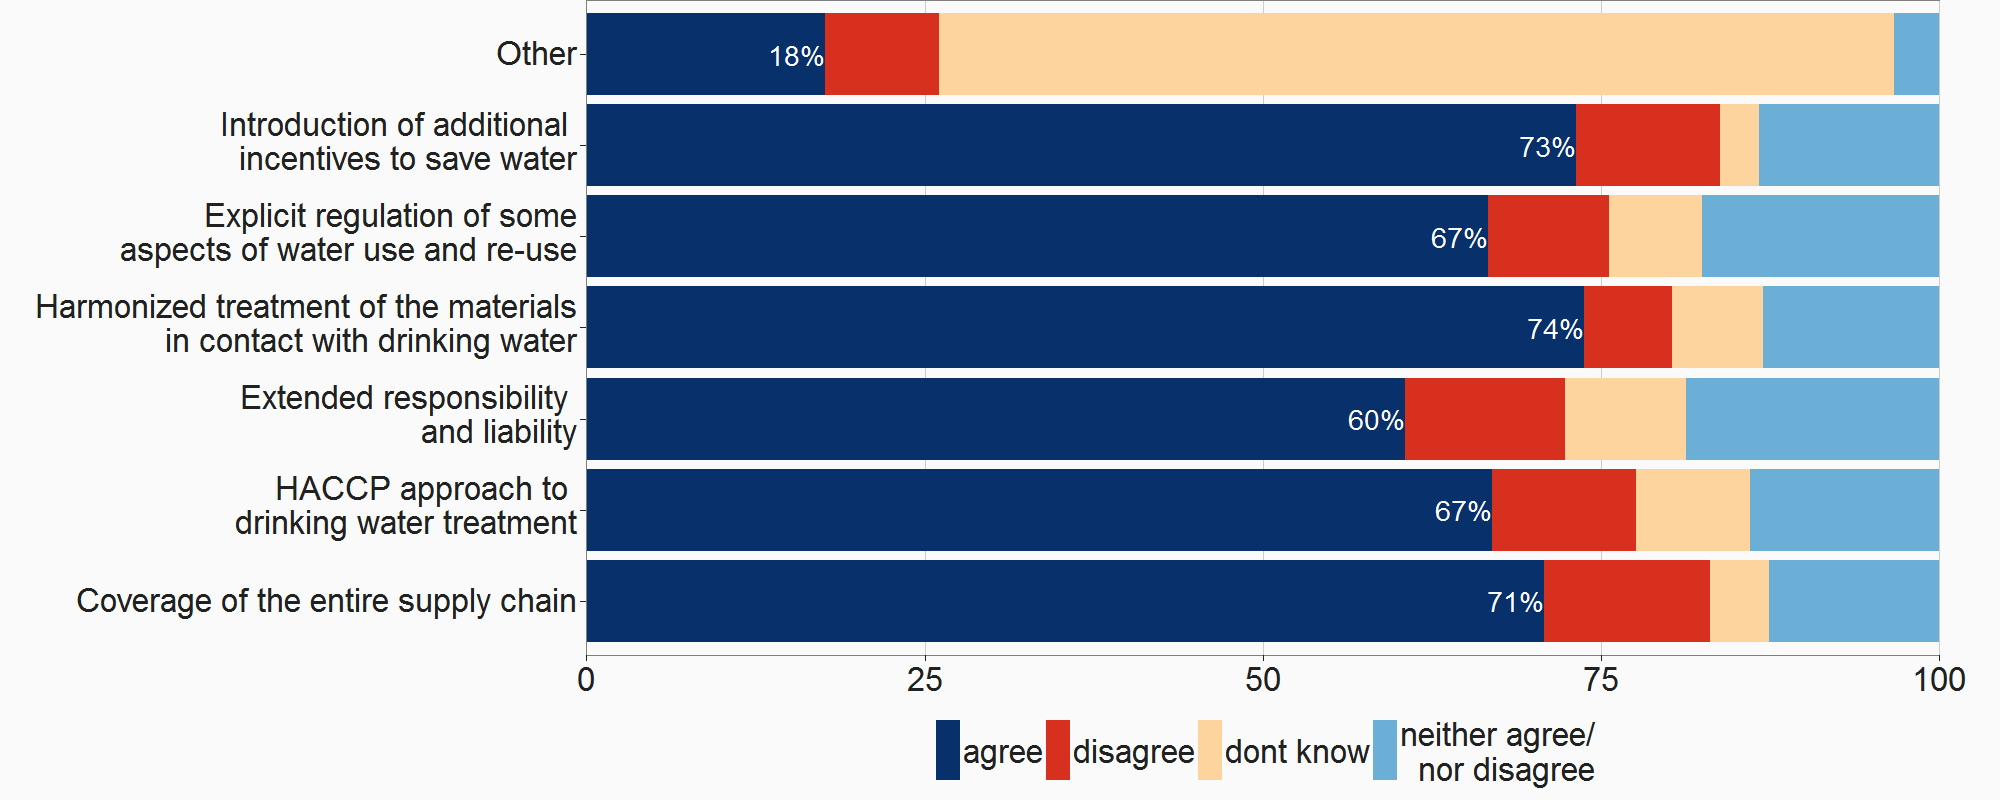 Other
18%
Introduction of additional
incentives to save water
73%
Explicit regulation of some
aspects of water use and re-use
67%
Harmonized treatment of the materials
in contact with drinking water
74%
Extended responsibility
and liability
60%
HACCP approach to
drinking water treatment
67%
Coverage of the entire supply chain
71%
0 25 50 75 100
agree disagree dont know neither agree/
nor disagree